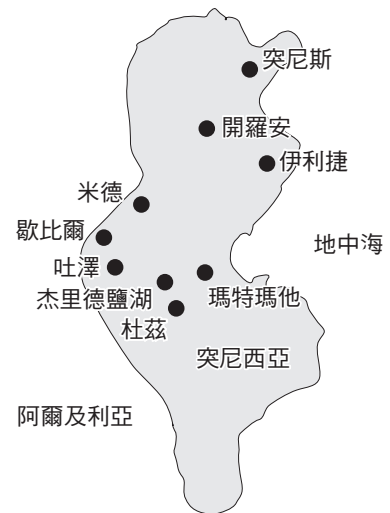 突尼斯
開羅安
伊利捷
米德
歇比爾
地中海
吐澤
杰里德鹽湖
瑪特瑪他
杜茲
突尼西亞
阿爾及利亞